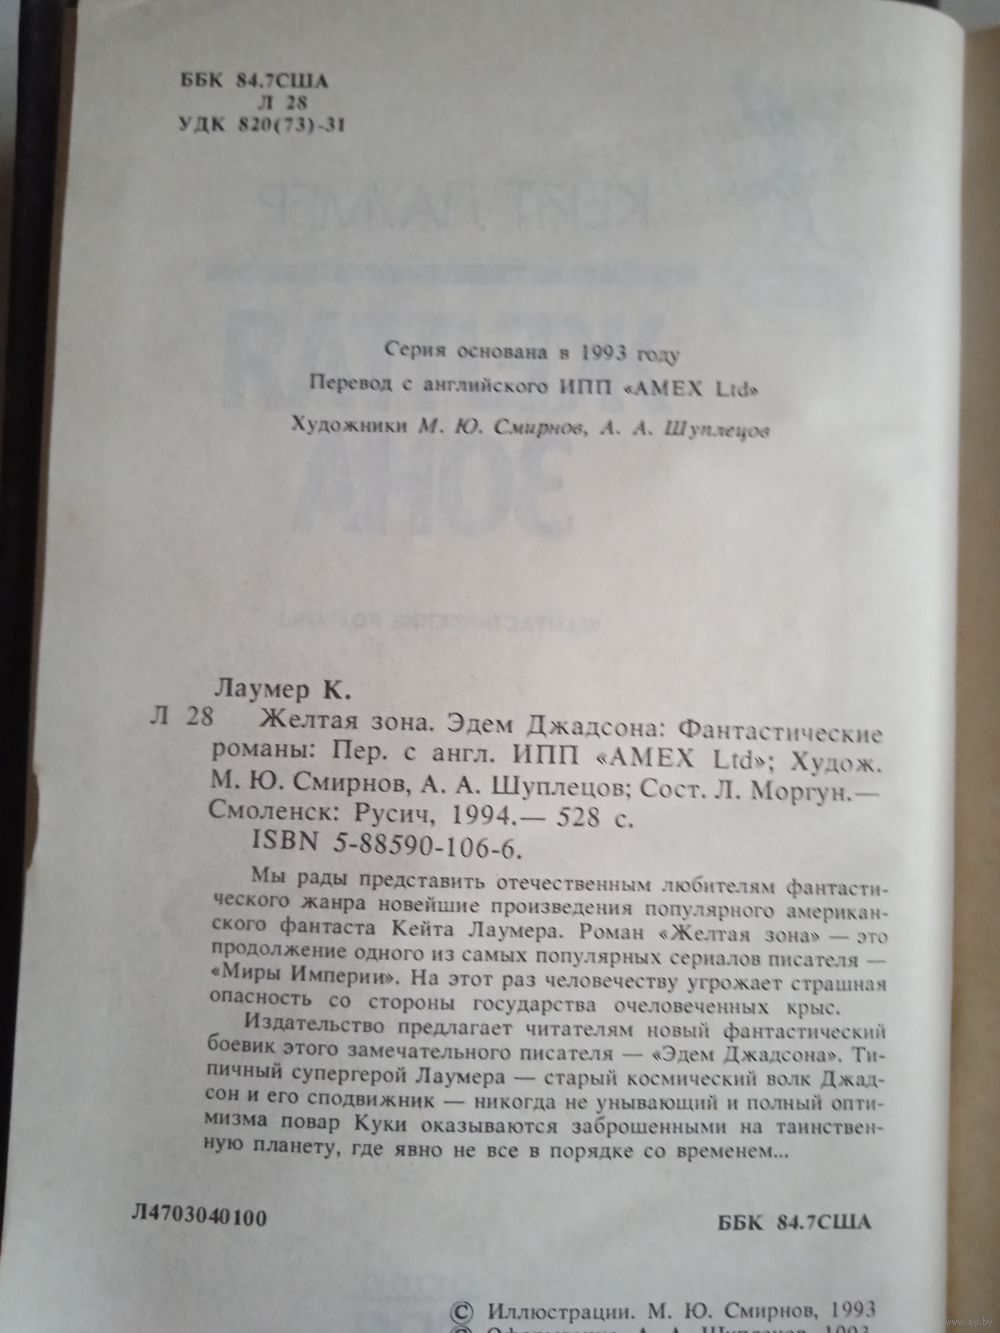 ББК 84.7США
Л 28
УДК 820(73)-31
Серия основана в 1993 году
Перевод с английского ИПП «AMEX Ltd»
Художники М. Ю. Смирнов, А. А. Шуплецов
Лаумер К.
Л 28 Желтая зона. Эдем Джадсона: Фантастические
романы: Пер. с англ. ИПП «AMEX Ltd»; Худож.
М. Ю. Смирнов, А. А. Шуплецов; Сост. Л. Моргун.—
Смоленск: Русич, 1994.— 528 с.
ISBN 5-88590-106-6.
Мы рады представить отечественным любителям фантасти-
ческого жанра новейшие произведения популярного американ-
ского фантаста Кейта Лаумера. Роман «Желтая зона» — это
продолжение одного из самых популярных сериалов писателя —
«Миры Империи». На этот раз человечеству угрожает страшная
опасность со стороны государства очеловеченных крыс.
Издательство предлагает читателям новый фантастический
боевик этого замечательного писателя — «Эдем Джадсона». Ти-
пичный супергерой Лаумера — старый космический волк Джад-
сон и его сподвижник — никогда не унывающий и полный опти-
мизма повар Куки оказываются заброшенными на таинствен-
ную планету, где явно не все в порядке со временем...
Л4703040100
ББК 84.7США
© Иллюстрации. М. Ю. Смирнов, 1993
© Оформление. А. А. Шуплецов, 1993
www.ay.by